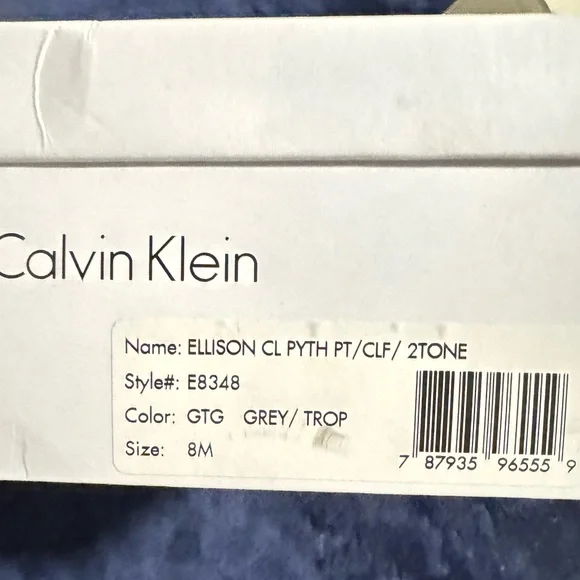 Calvin Klein
Name: ELLISON CL PYTH PT/CLF/ 2TONE
Style#: E8348
Color: GTG GREY/ TROP
Size: 8M
7 87935 96555 9